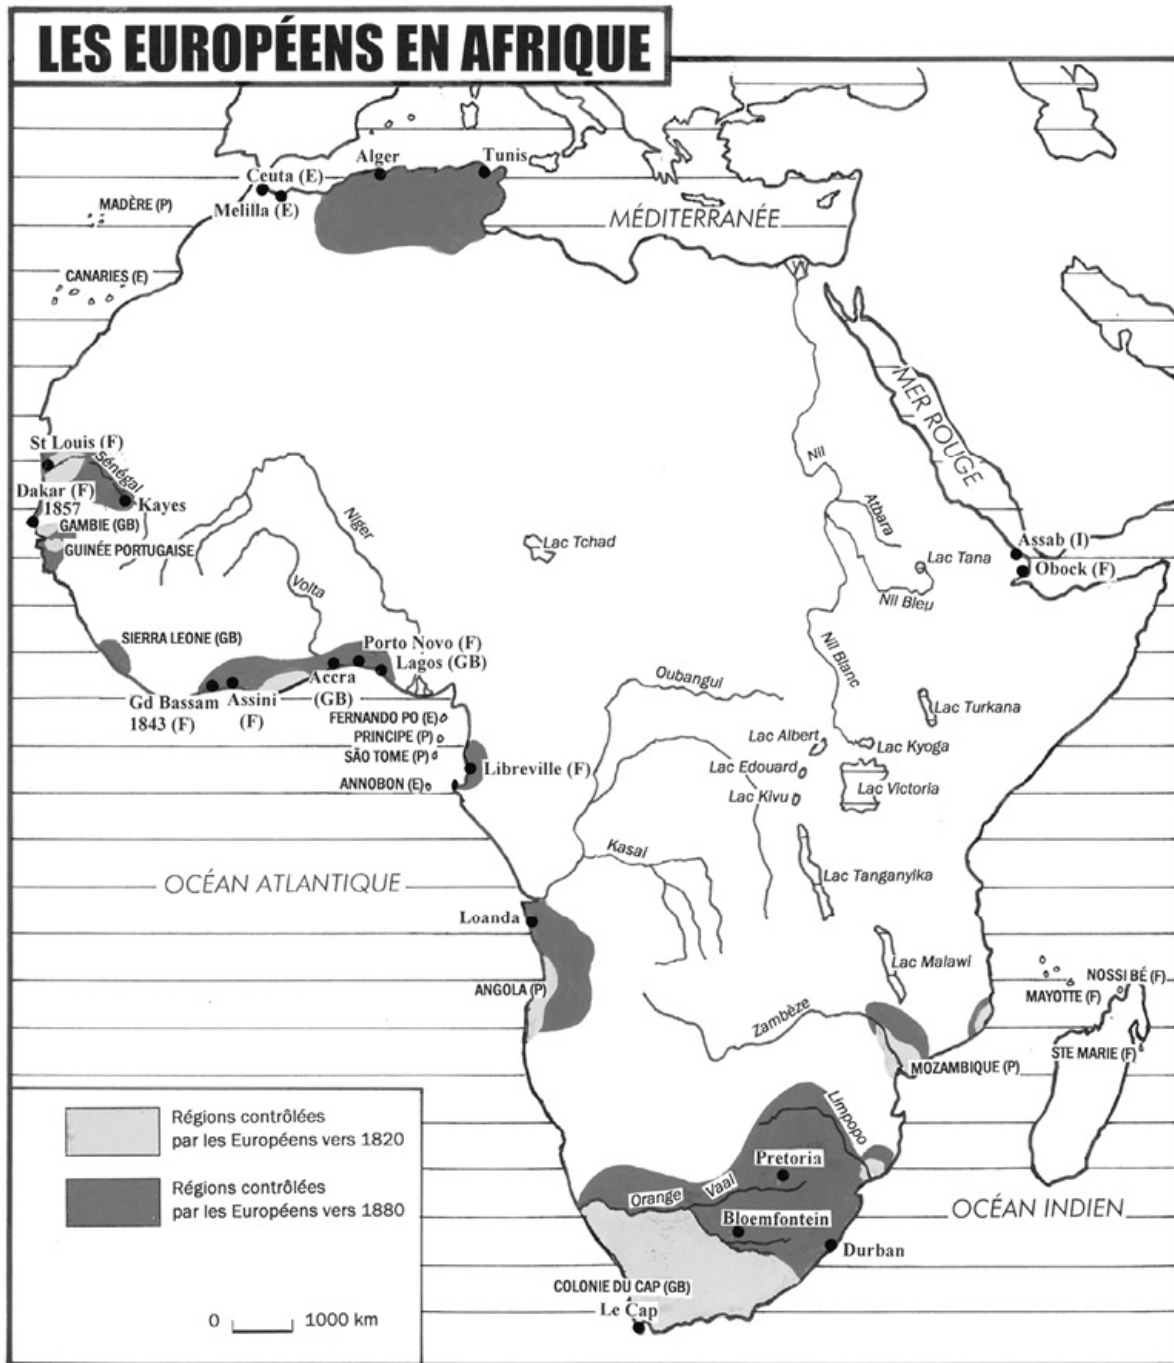 LES EUROPÉENS EN AFRIQUE
Alger
Tunis
Ceuta (E)
Melilla (E)
MADÈRE (P)
MÉDITERRANÉE
CANARIES (E)
MER ROUGE
St Louis (F)
Sénégal
Dakar (F)
1857
Kayes
GAMBIE (GB)
GUINÉE PORTUGAISE
Niger
Nil
Atbara
Lac Tchad
Assab (I)
Lac Tana
Obock (F)
Volta
Nil Bleu
SIERRA LEONE (GB)
Porto Novo (F)
Lagos (GB)
Nil Blanc
Accra
(GB)
Oubangui
Gd Bassam
1843 (F)
Assini
(F)
Lac Turkana
FERNANDO PO (E)
PRINCIPE (P)
Lac Albert
Lac Kyoga
SÃO TOME (P)
Libreville (F)
Lac Edouard
ANNOBON (E)
Lac Kivu
Lac Victoria
Kasaï
OCÉAN ATLANTIQUE
Lac Tanganyika
Loanda
Lac Malawi
NOSSI BÉ (F)
ANGOLA (P)
MAYOTTE (F)
Zambèze
STE MARIE (F)
MOZAMBIQUE (P)
Limpopo
Régions contrôlées
par les Européens vers 1820
Pretoria
Régions contrôlées
par les Européens vers 1880
Orange
Vaal
OCÉAN INDIEN
Bloemfontein
Durban
COLONIE DU CAP (GB)
Le Cap
0 1000 km